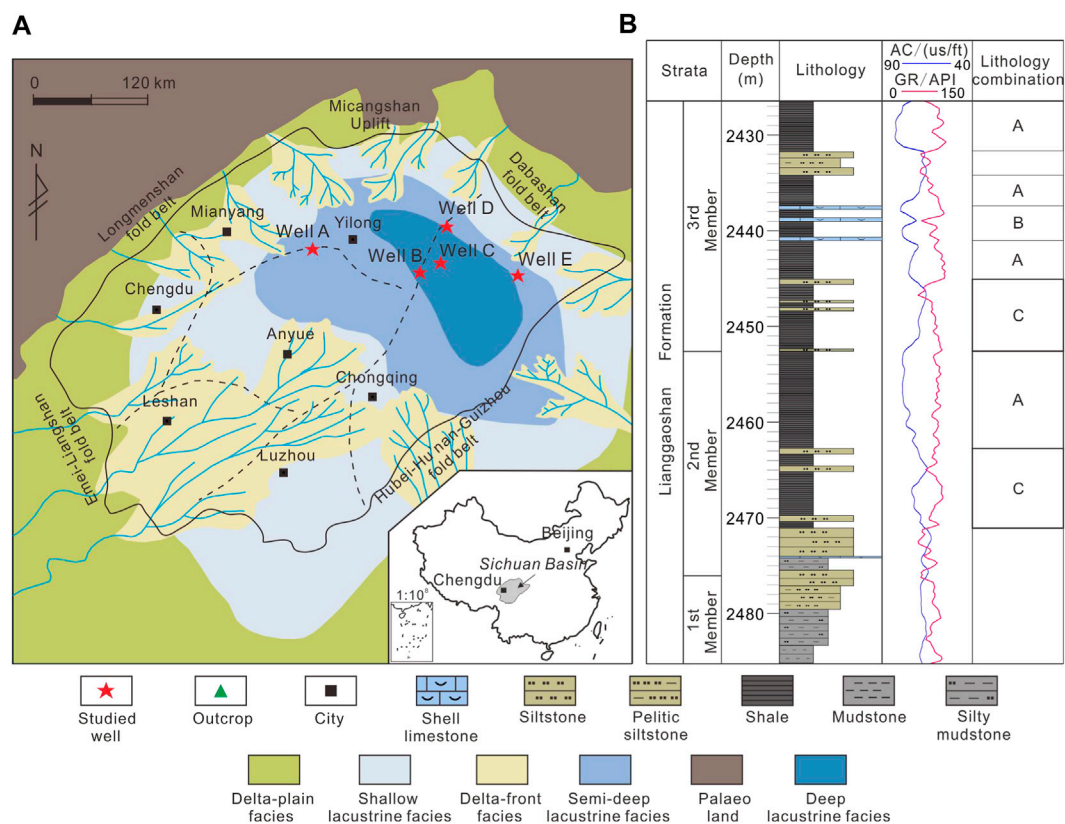 A
0 120 km
N
Micangshan
Uplift
Dabashan
fold belt
Longmenshan
fold belt
Mianyang
Well A
Yilong
Well D
Well B
Well C
Well E
Chengdu
Anyue
Chongqing
Leshan
Luzhou
Emei-Liangshan
fold belt
Hubei-Hu nan-Guizhou
fold belt
Beijing
Sichuan Basin
Chengdu
1:10⁸
B
Strata
Depth
(m)
Lithology
AC/(us/ft)
90 40
GR/API
0 150
Lithology
combination
Lianggaoshan Formation
3rd
Member
2nd
Member
1st
Member
2430
2440
2450
2460
2470
2480
A
A
B
A
C
A
C
Studied
well
Outcrop
City
Shell
limestone
Siltstone
Pelitic
siltstone
Shale
Mudstone
Silty
mudstone
Delta-plain
facies
Shallow
lacustrine facies
Delta-front
facies
Semi-deep
lacustrine facies
Palaeo
land
Deep
lacustrine facies